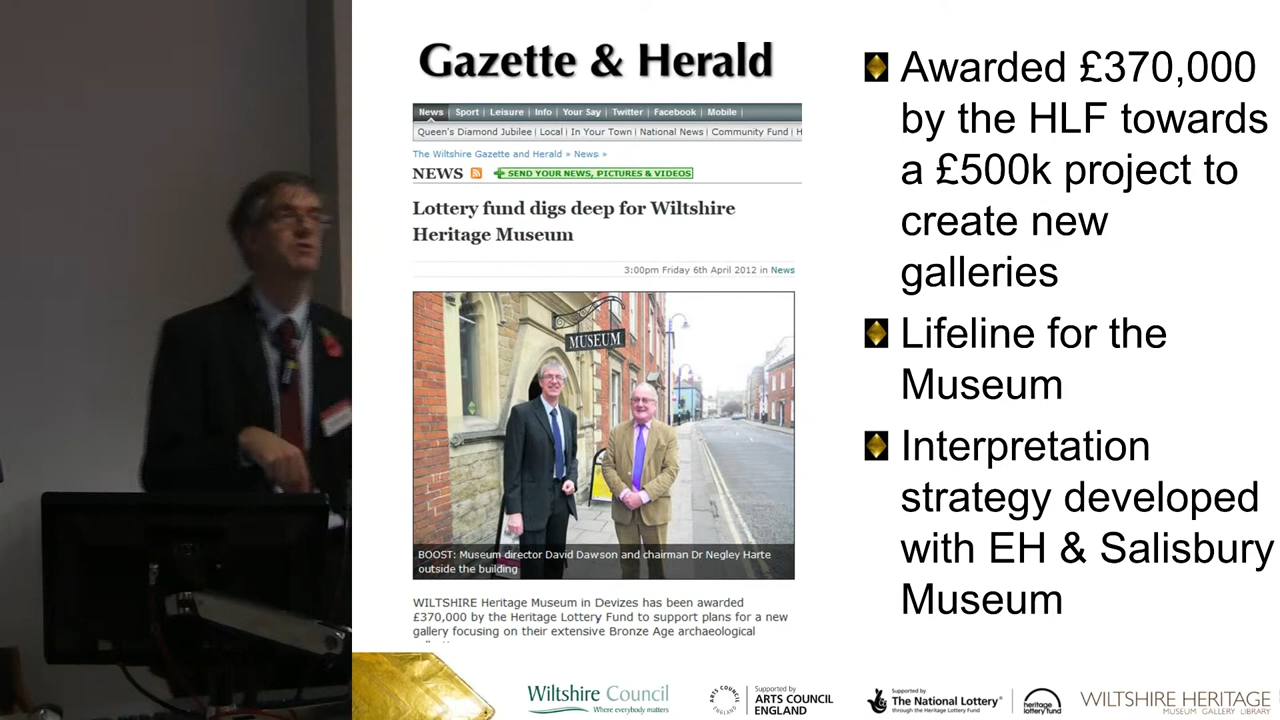 Gazette & Herald
News Sport Leisure Info Your Say Twitter Facebook Mobile
Queen's Diamond Jubilee Local In Your Town National News Community Fund H
The Wiltshire Gazette and Herald » News »
NEWS SEND YOUR NEWS, PICTURES & VIDEOS
Lottery fund digs deep for Wiltshire
Heritage Museum
3:00pm Friday 6th April 2012 in News
MUSEUM
BOOST: Museum director David Dawson and chairman Dr Negley Harte
outside the building
WILTSHIRE Heritage Museum in Devizes has been awarded
£370,000 by the Heritage Lottery Fund to support plans for a new
gallery focusing on their extensive Bronze Age archaeological
Awarded £370,000
by the HLF towards
a £500k project to
create new
galleries
Lifeline for the
Museum
Interpretation
strategy developed
with EH & Salisbury
Museum
Wiltshire Council
Where everybody matters
ARTS COUNCIL ENGLAND
Supported by
ARTS COUNCIL
ENGLAND
Supported by
The National Lottery®
through the Heritage Lottery Fund
heritage
lottery fund
WILTSHIRE HERITAGE
MUSEUM GALLERY LIBRARY